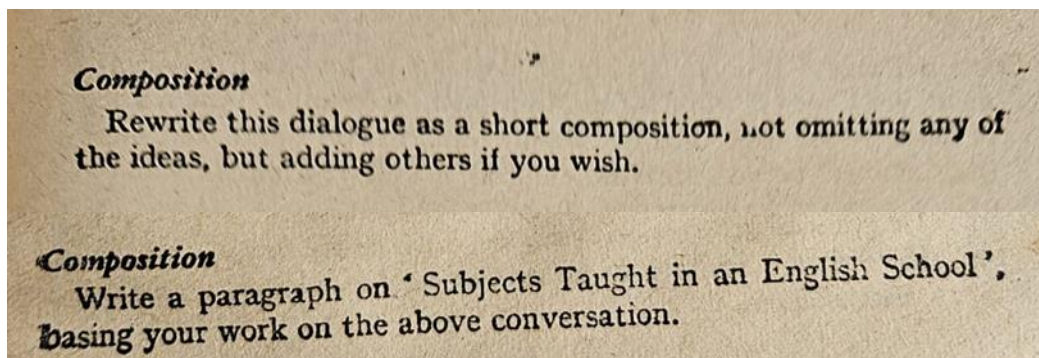 Composition
Rewrite this dialogue as a short composition, not omitting any of
the ideas, but adding others if you wish.
Composition
Write a paragraph on ‘Subjects Taught in an English School’,
basing your work on the above conversation.